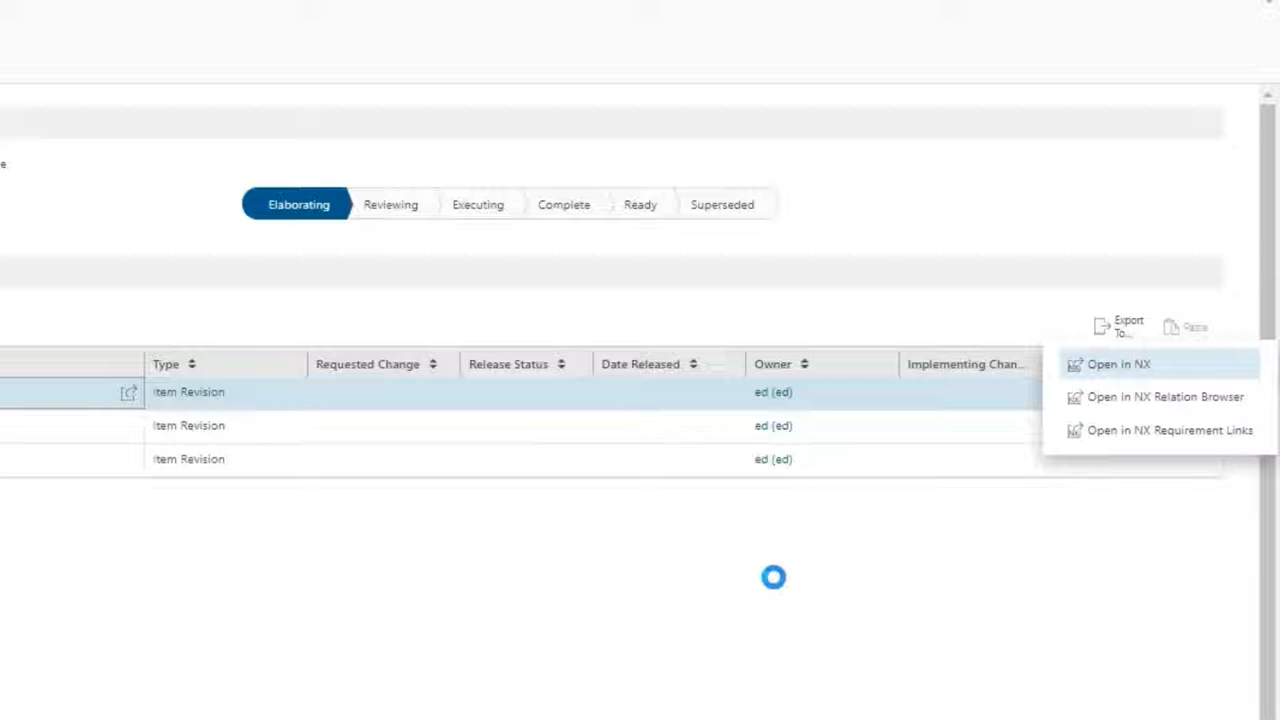 e
Elaborating Reviewing Executing Complete Ready Superseded
Export To...
Paste
Type Requested Change Release Status Date Released Owner Implementing Chan...
Item Revision ed (ed)
Item Revision ed (ed)
Item Revision ed (ed)
Open in NX
Open in NX Relation Browser
Open in NX Requirement Links